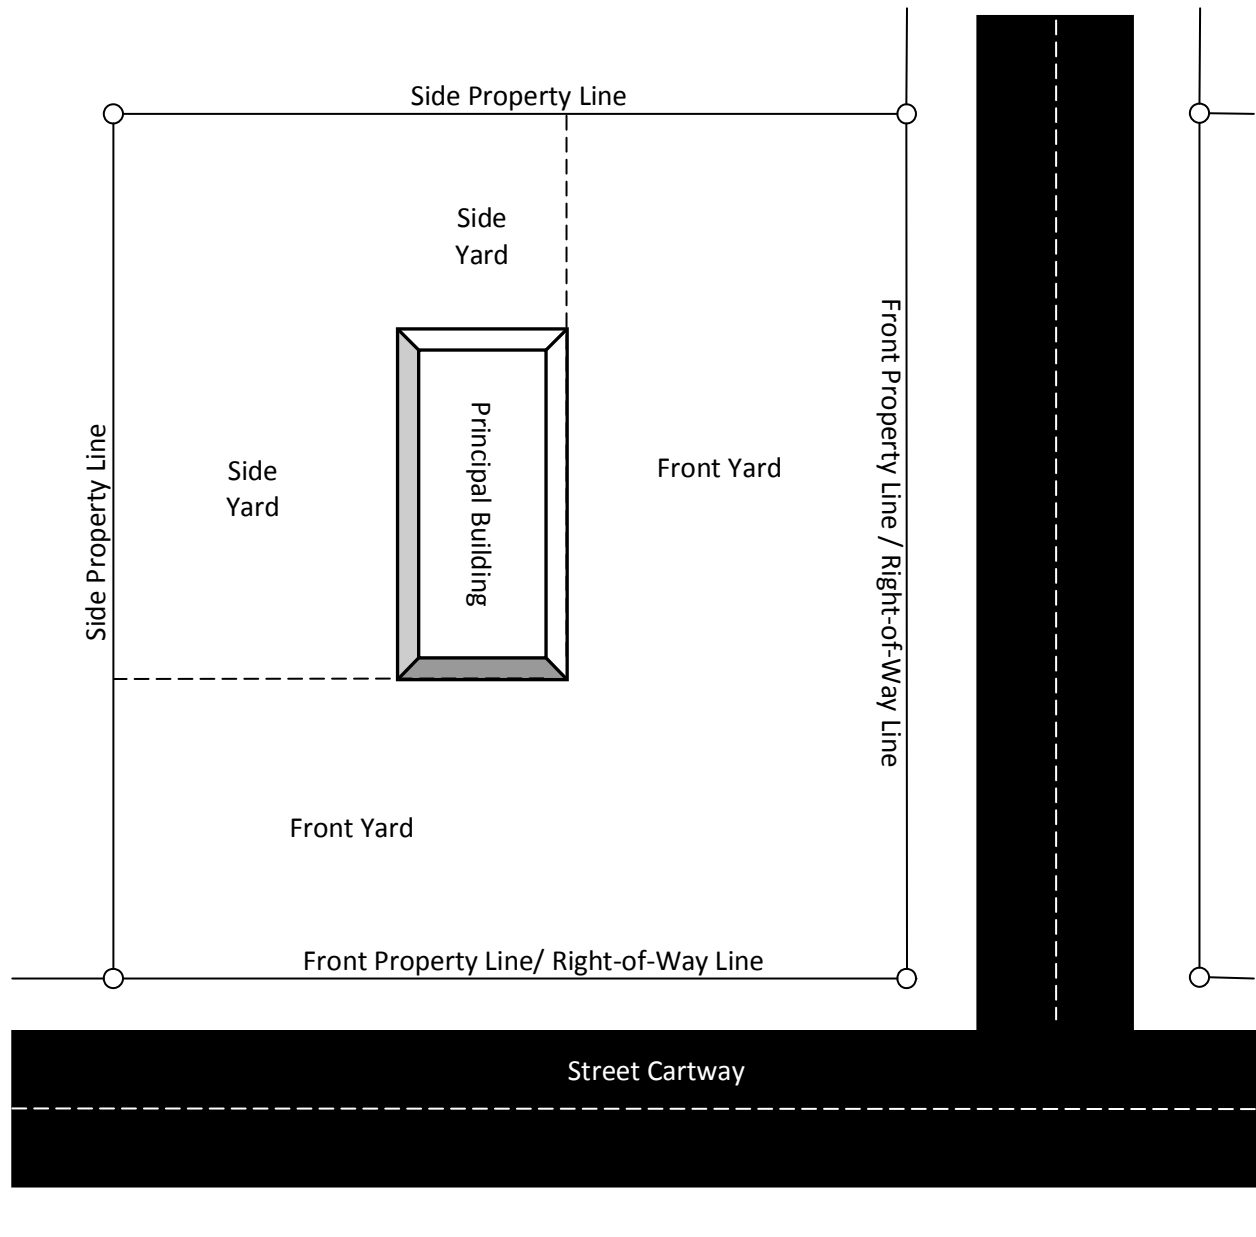 Side Property Line
Side
Yard
Front Property Line / Right-of-Way Line
Principal Building
Side Property Line
Side
Yard
Front Yard
Front Yard
Front Property Line/ Right-of-Way Line
Street Cartway